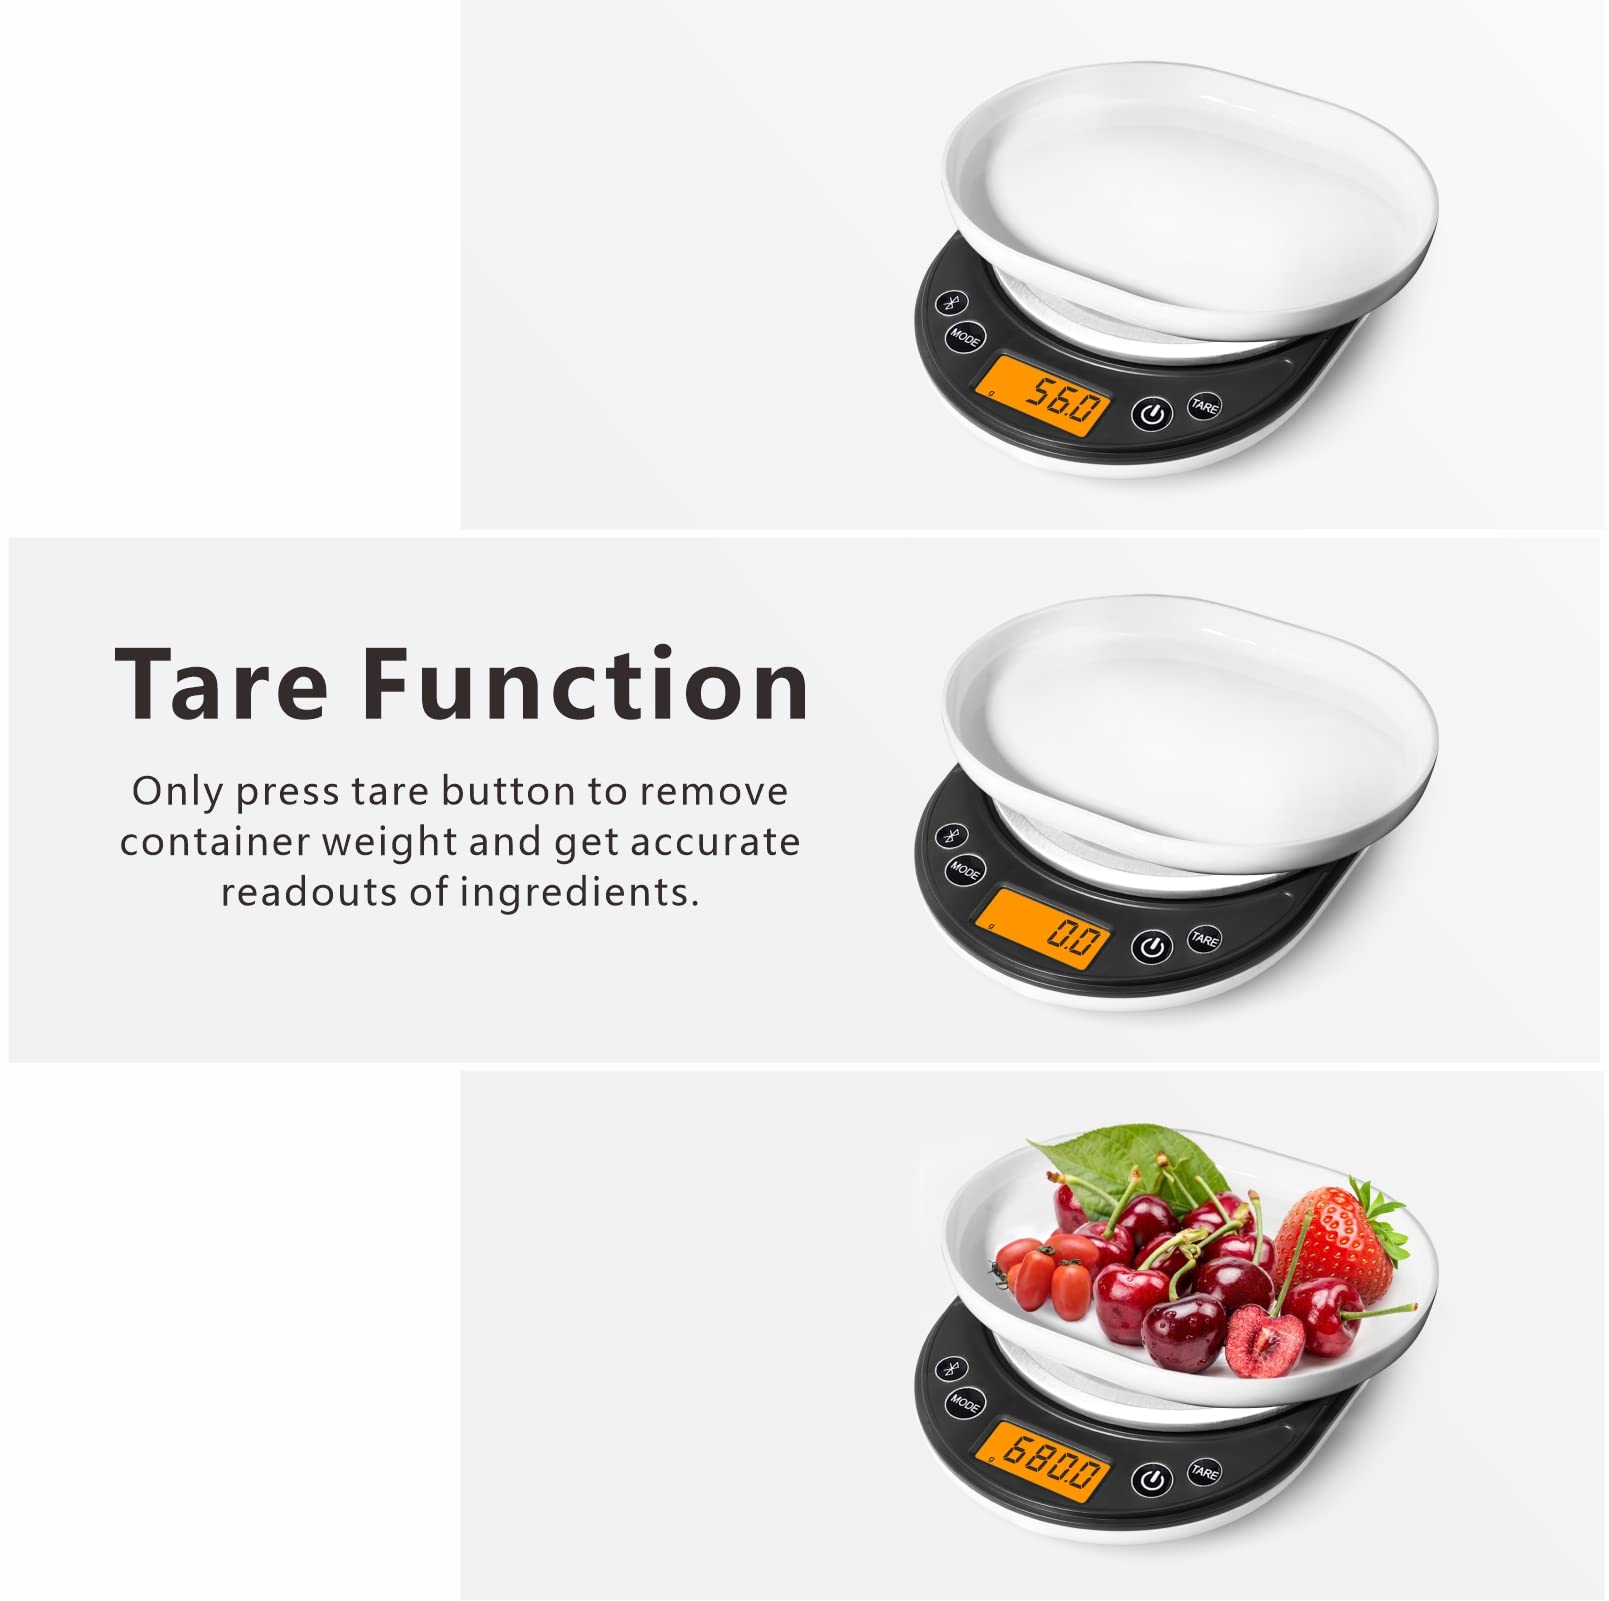 MODE
g 56.0
TARE
Tare Function
Only press tare button to remove
container weight and get accurate
readouts of ingredients.
MODE
g 0.0
TARE
MODE
g 680.0
TARE